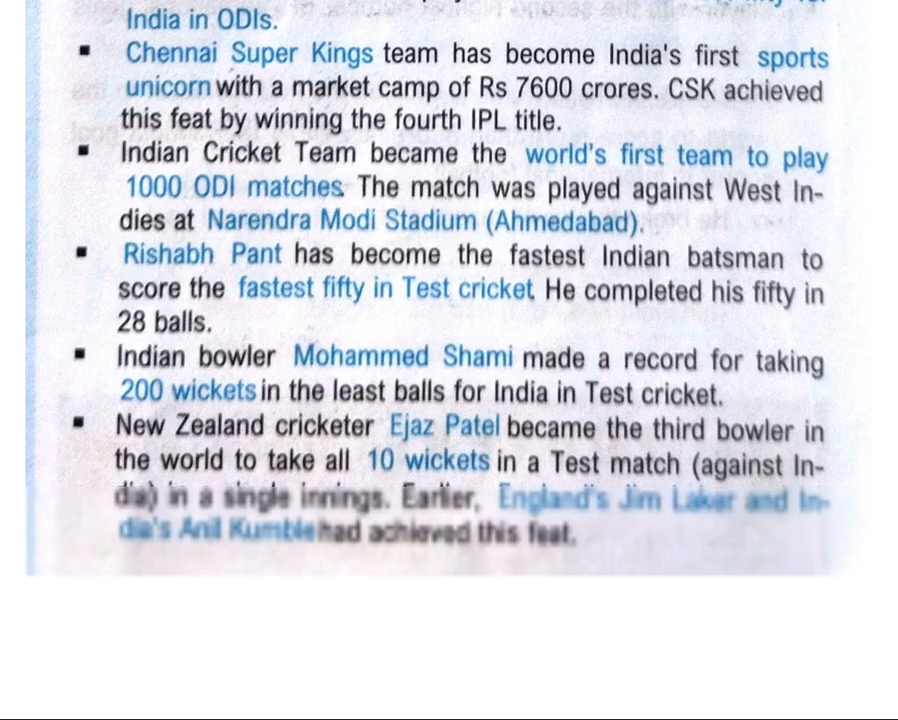 India in ODIs.
▪ Chennai Super Kings team has become India's first sports
unicorn with a market camp of Rs 7600 crores. CSK achieved
this feat by winning the fourth IPL title.
▪ Indian Cricket Team became the world's first team to play
1000 ODI matches. The match was played against West In-
dies at Narendra Modi Stadium (Ahmedabad).
▪ Rishabh Pant has become the fastest Indian batsman to
score the fastest fifty in Test cricket. He completed his fifty in
28 balls.
▪ Indian bowler Mohammed Shami made a record for taking
200 wickets in the least balls for India in Test cricket.
▪ New Zealand cricketer Ejaz Patel became the third bowler in
the world to take all 10 wickets in a Test match (against In-
dia) in a single innings. Earlier, England's Jim Laker and In-
dia's Anil Kumble had achieved this feat.